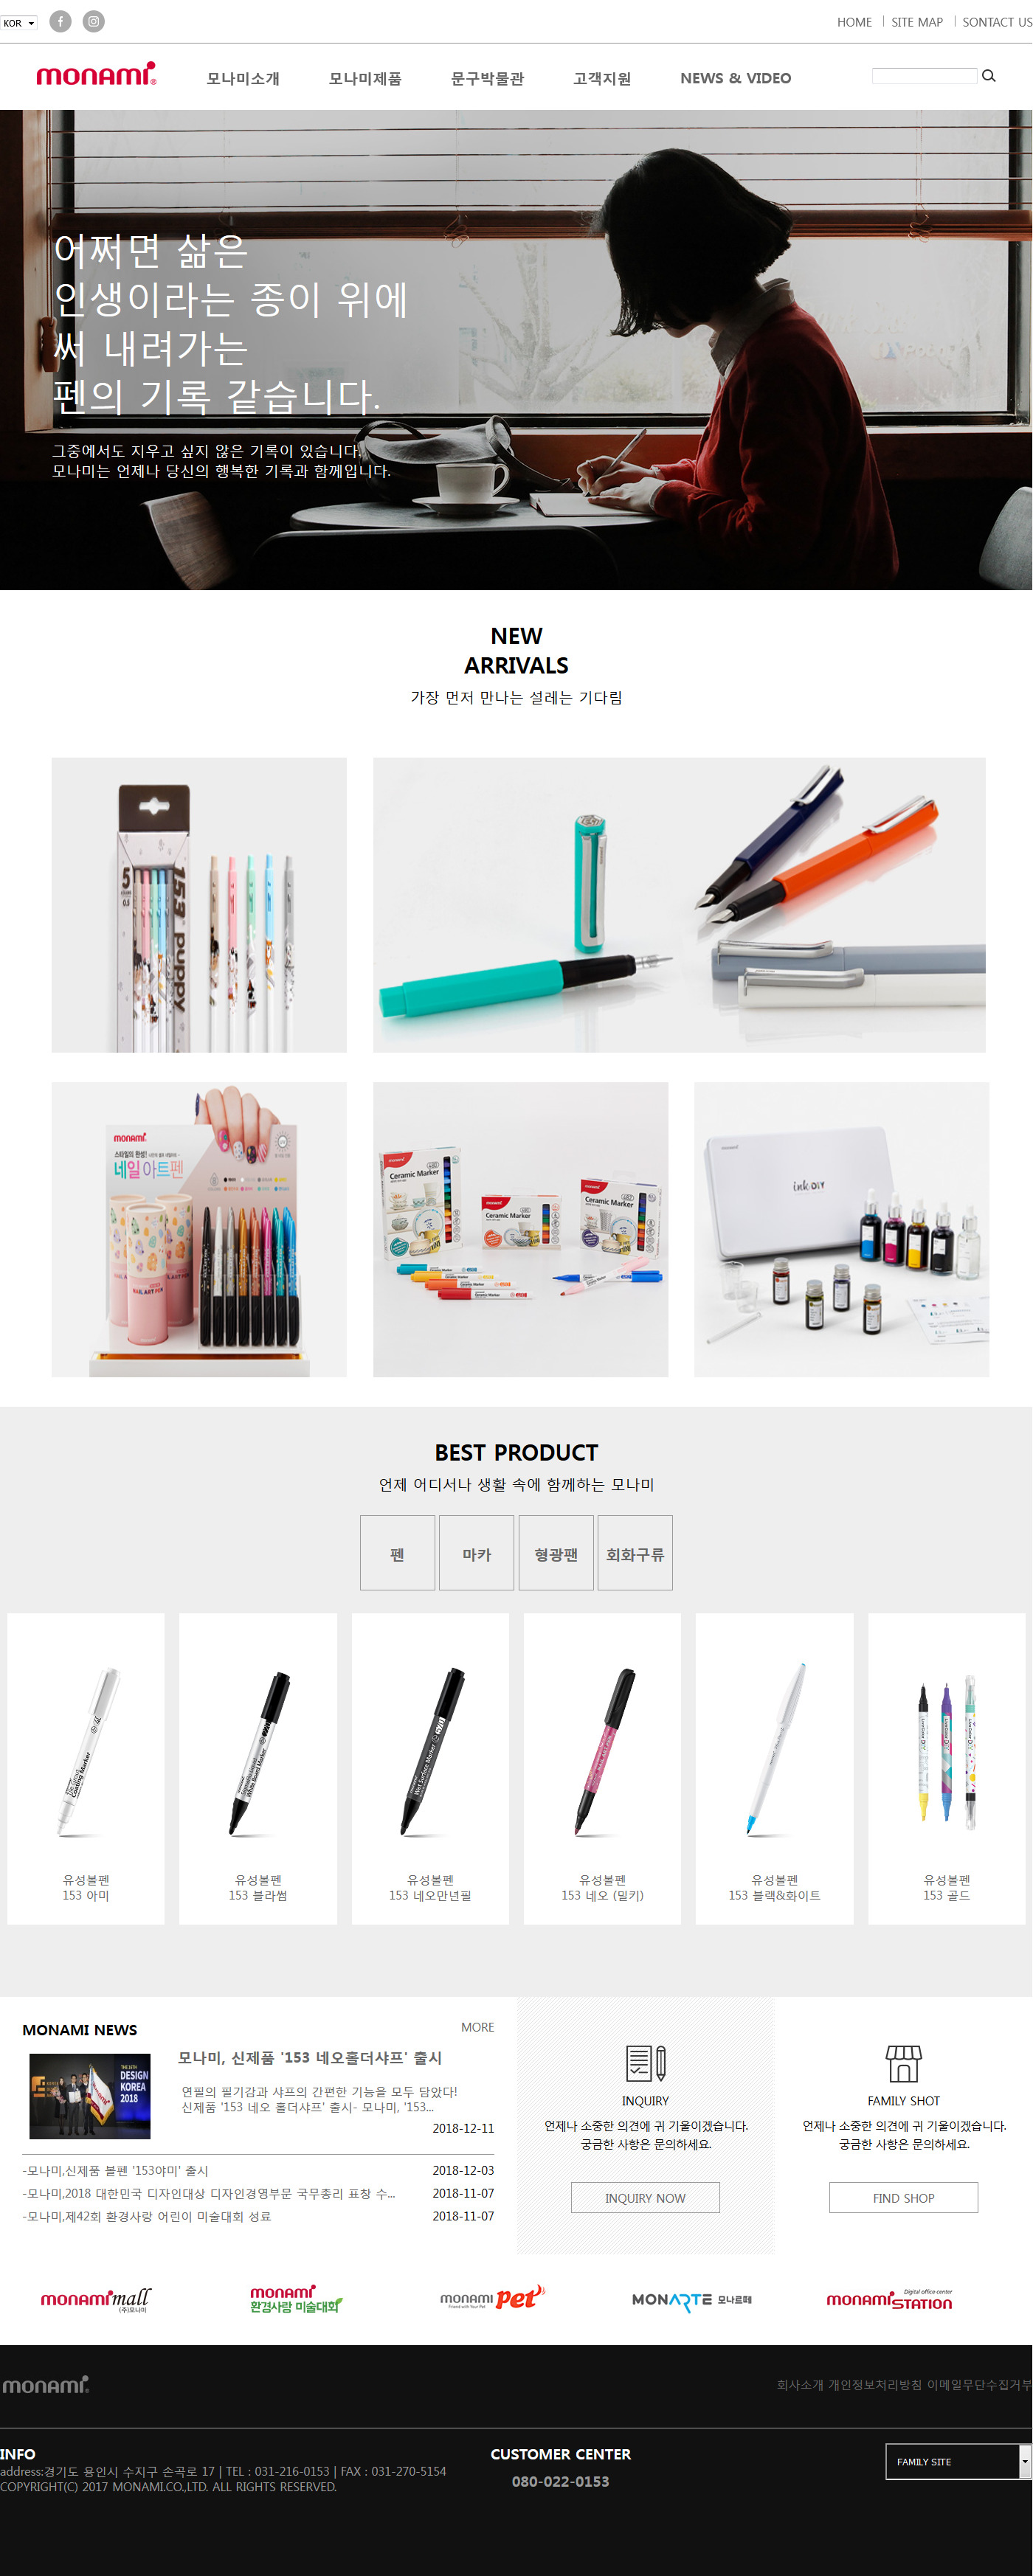 KOR
HOME
SITE MAP
SONTACT US
monami
모나미소개
모나미제품
문구박물관
고객지원
NEWS & VIDEO
어쩌면 삶은
인생이라는 종이 위에
써 내려가는
펜의 기록 같습니다.
그중에서도 지우고 싶지 않은 기록이 있습니다.
모나미는 언제나 당신의 행복한 기록과 함께입니다.
NEW
ARRIVALS
가장 먼저 만나는 설레는 기다림
5
0.5
153 puppy
monami
스타일의 완성!
네일아트펜
NAIL ART PEN
Ceramic Marker
Ceramic Marker
Ceramic Marker
ink DIY
BEST PRODUCT
언제 어디서나 생활 속에 함께하는 모나미
펜
마카
형광팬
회화구류
Coating Marker
유성볼펜
153 아미
유성볼펜
153 블라썸
유성볼펜
153 네오만년필
유성볼펜
153 네오 (밀키)
유성볼펜
153 블랙&화이트
유성볼펜
153 골드
MONAMI NEWS
MORE
DESIGN
KOREA
2018
모나미, 신제품 '153 네오홀더샤프' 출시
연필의 필기감과 샤프의 간편한 기능을 모두 담았다!
신제품 '153 네오 홀더샤프' 출시- 모나미, '153...
2018-12-11
-모나미,신제품 볼펜 '153야미' 출시
2018-12-03
-모나미,2018 대한민국 디자인대상 디자인경영부문 국무총리 표창 수...
2018-11-07
-모나미,제42회 환경사랑 어린이 미술대회 성료
2018-11-07
INQUIRY
언제나 소중한 의견에 귀 기울이겠습니다.
궁금한 사항은 문의하세요.
INQUIRY NOW
FAMILY SHOT
언제나 소중한 의견에 귀 기울이겠습니다.
궁금한 사항은 문의하세요.
FIND SHOP
monami mall
(주)모나미
monami
환경사랑 미술대회
monami pet
Friend with Your Pet
MONARTE 모나르떼
Digital office center
monami STATION
monami
회사소개 개인정보처리방침 이메일무단수집거부
INFO
address:경기도 용인시 수지구 손곡로 17 | TEL : 031-216-0153 | FAX : 031-270-5154
COPYRIGHT(C) 2017 MONAMI.CO.,LTD. ALL RIGHTS RESERVED.
CUSTOMER CENTER
080-022-0153
FAMILY SITE